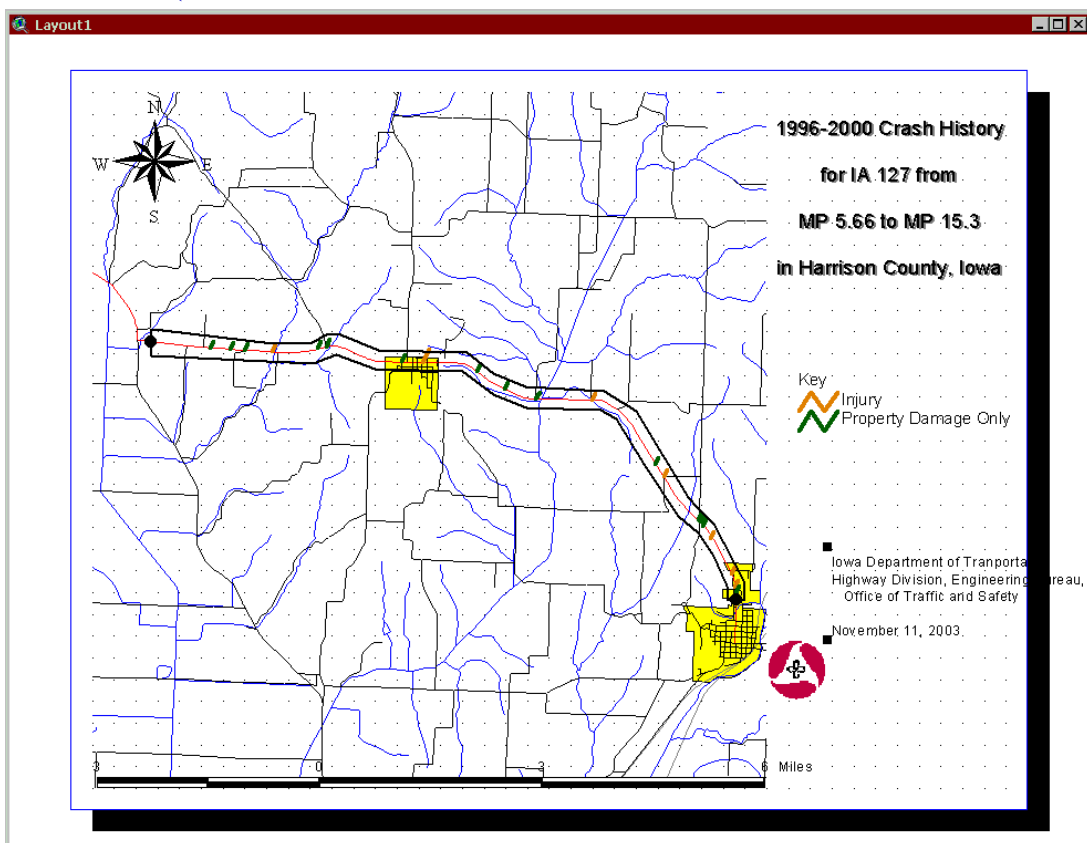 Layout1
N
W E
S
1996-2000 Crash History
for IA 127 from
MP 5.66 to MP 15.3
in Harrison County, Iowa
Key
Injury
Property Damage Only
Iowa Department of Tranporta
Highway Division, Engineering Bureau,
Office of Traffic and Safety
November 11, 2003
3 0 3 6 Miles